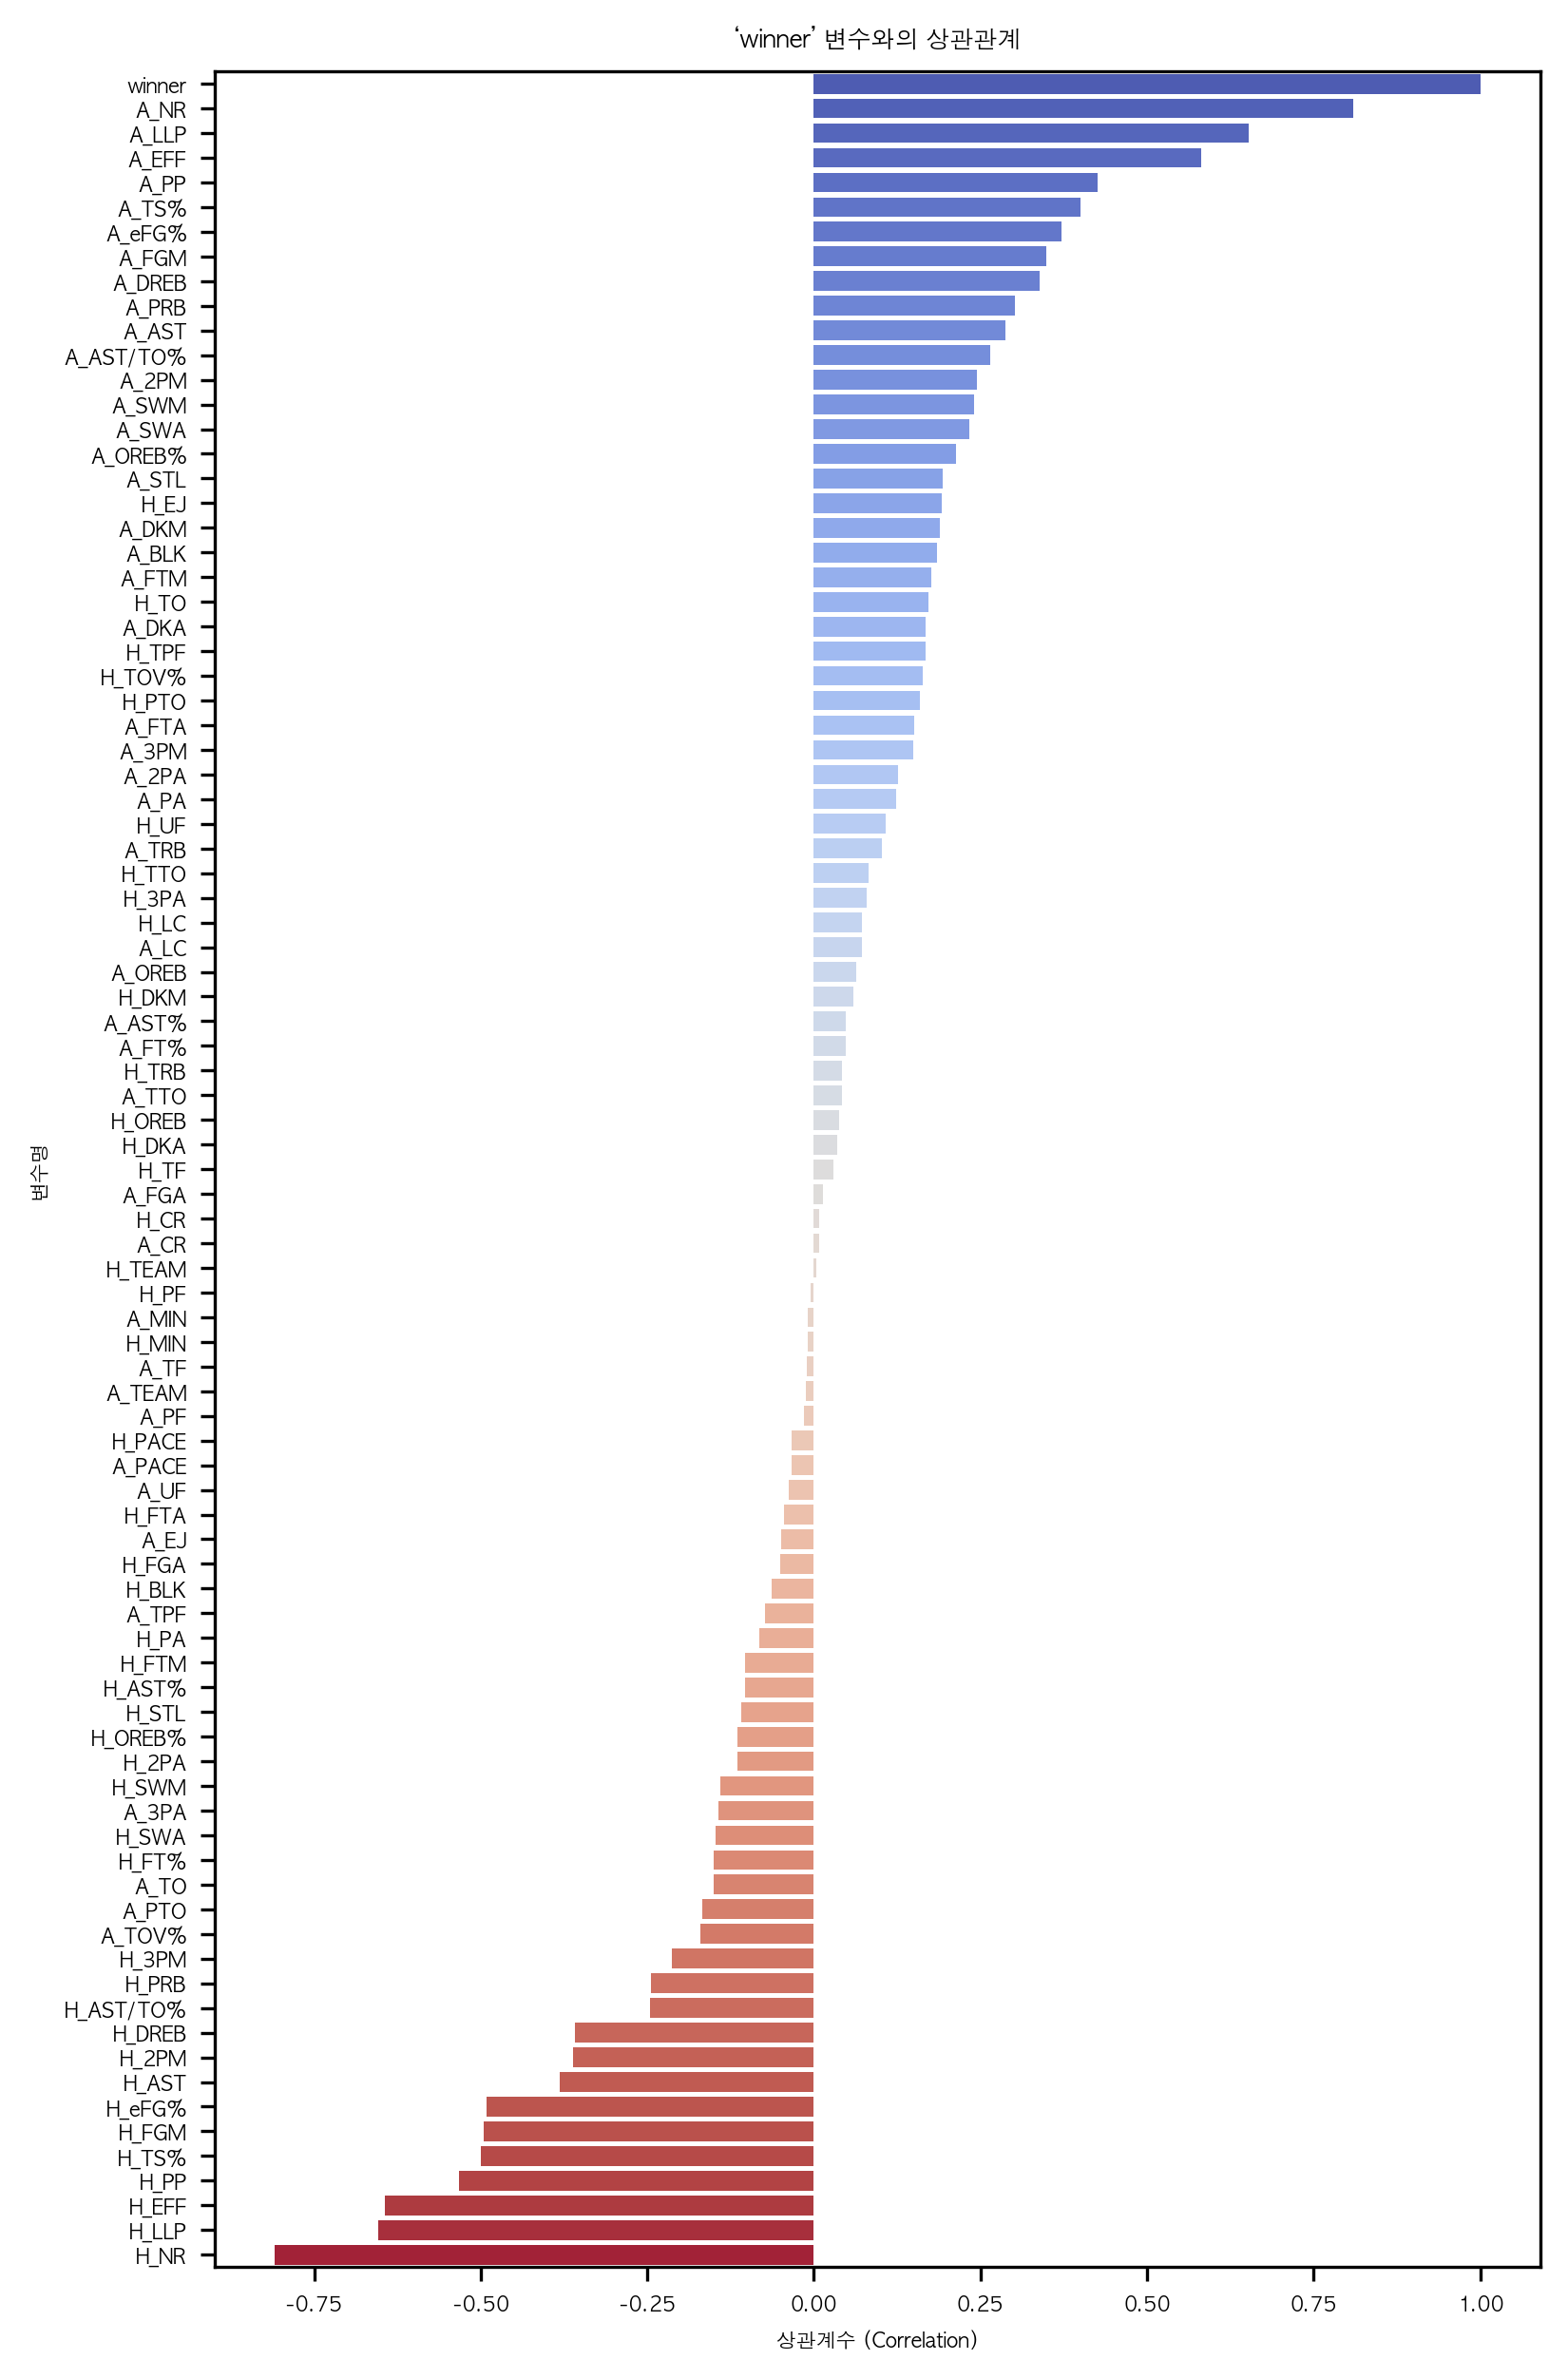 ‘winner’ 변수와의 상관관계
winner
A_NR
A_LLP
A_EFF
A_PP
A_TS%
A_eFG%
A_FGM
A_DREB
A_PRB
A_AST
A_AST/TO%
A_2PM
A_SWM
A_SWA
A_OREB%
A_STL
H_EJ
A_DKM
A_BLK
A_FTM
H_TO
A_DKA
H_TPF
H_TOV%
H_PTO
A_FTA
A_3PM
A_2PA
A_PA
H_UF
A_TRB
H_TTO
H_3PA
H_LC
A_LC
A_OREB
H_DKM
A_AST%
A_FT%
H_TRB
A_TTO
H_OREB
H_DKA
H_TF
A_FGA
H_CR
A_CR
H_TEAM
H_PF
A_MIN
H_MIN
A_TF
A_TEAM
A_PF
H_PACE
A_PACE
A_UF
H_FTA
A_EJ
H_FGA
H_BLK
A_TPF
H_PA
H_FTM
H_AST%
H_STL
H_OREB%
H_2PA
H_SWM
A_3PA
H_SWA
H_FT%
A_TO
A_PTO
A_TOV%
H_3PM
H_PRB
H_AST/TO%
H_DREB
H_2PM
H_AST
H_eFG%
H_FGM
H_TS%
H_PP
H_EFF
H_LLP
H_NR
변수명
-0.75 -0.50 -0.25 0.00 0.25 0.50 0.75 1.00
상관계수 (Correlation)